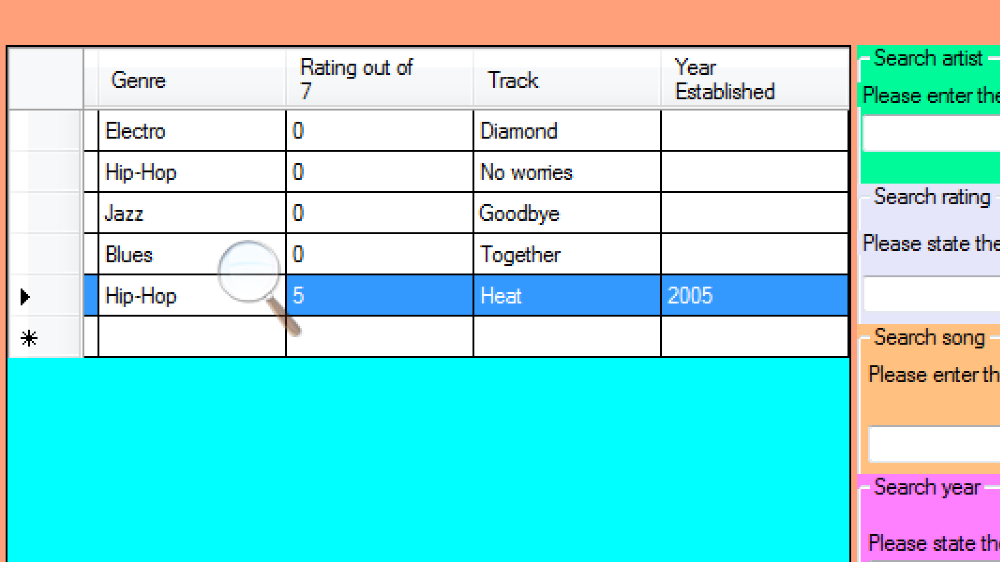 Genre Rating out of 7 Track Year Established
Electro 0 Diamond
Hip-Hop 0 No worries
Jazz 0 Goodbye
Blues 0 Together
Hip-Hop 5 Heat 2005
Search artist
Please enter the
Search rating
Please state the
Search song
Please enter th
Search year
Please state the